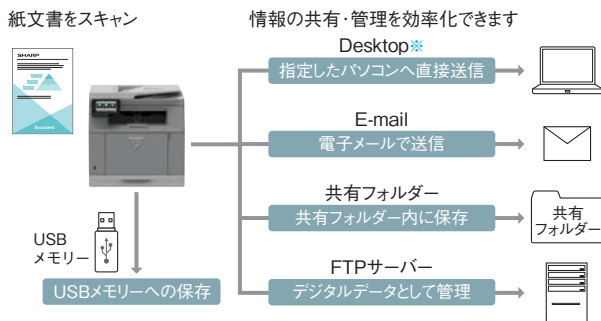 紙文書をスキャン
情報の共有・管理を効率化できます
SHARP
Document
Desktop※
指定したパソコンへ直接送信
E-mail
電子メールで送信
共有フォルダー
共有フォルダー内に保存
共有
フォルダー
USB
メモリー
USBメモリーへの保存
FTPサーバー
デジタルデータとして管理